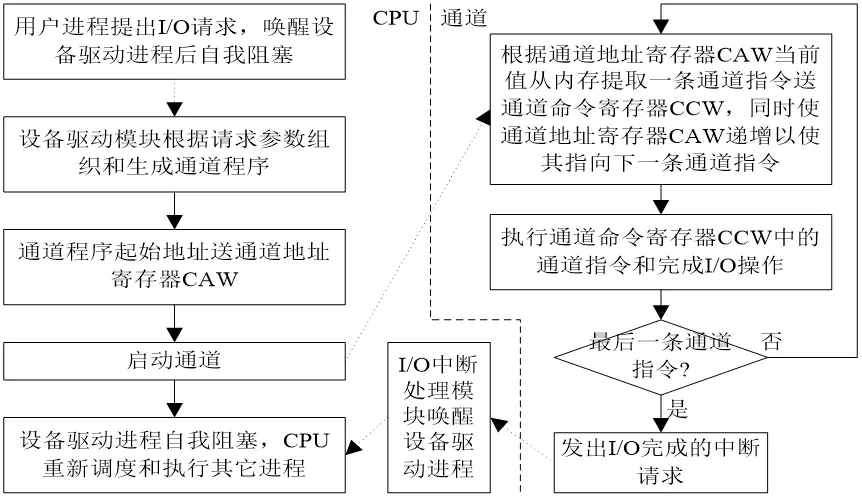 用户进程提出I/O请求，唤醒设
备驱动进程后自我阻塞
设备驱动模块根据请求参数组
织和生成通道程序
通道程序起始地址送通道地址
寄存器CAW
启动通道
设备驱动进程自我阻塞，CPU
重新调度和执行其它进程
CPU
通道
根据通道地址寄存器CAW当前
值从内存提取一条通道指令送
通道命令寄存器CCW，同时使
通道地址寄存器CAW递增以使
其指向下一条通道指令
执行通道命令寄存器CCW中的
通道指令和完成I/O操作
最后一条通道
指令?
否
是
发出I/O完成的中断
请求
I/O中断
处理模
块唤醒
设备驱
动进程